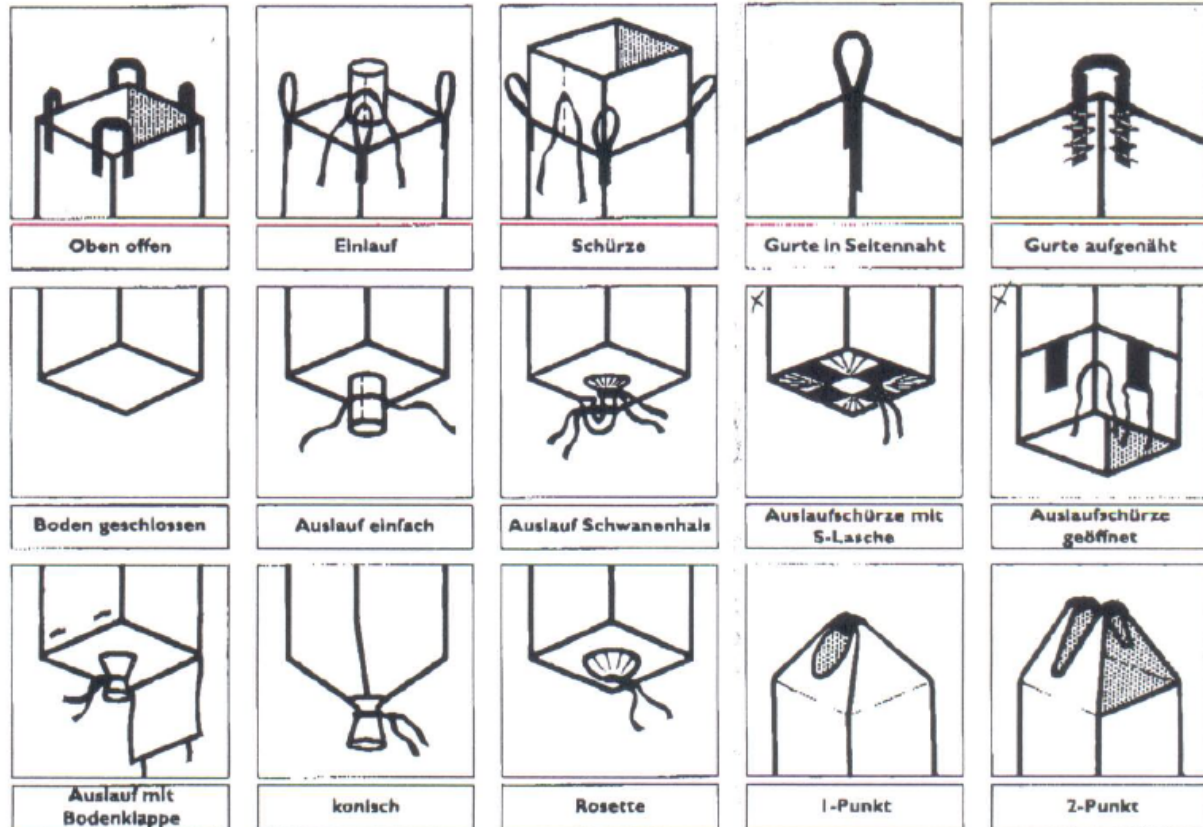 Oben offen
Einlauf
Schürze
Gurte in Seitennaht
Gurte aufgenäht
Boden geschlossen
Auslauf einfach
Auslauf Schwanenhals
Auslaufschürze mit
S-Lasche
Auslaufschürze
geöffnet
Auslauf mit
Bodenklappe
konisch
Rosette
1-Punkt
2-Punkt